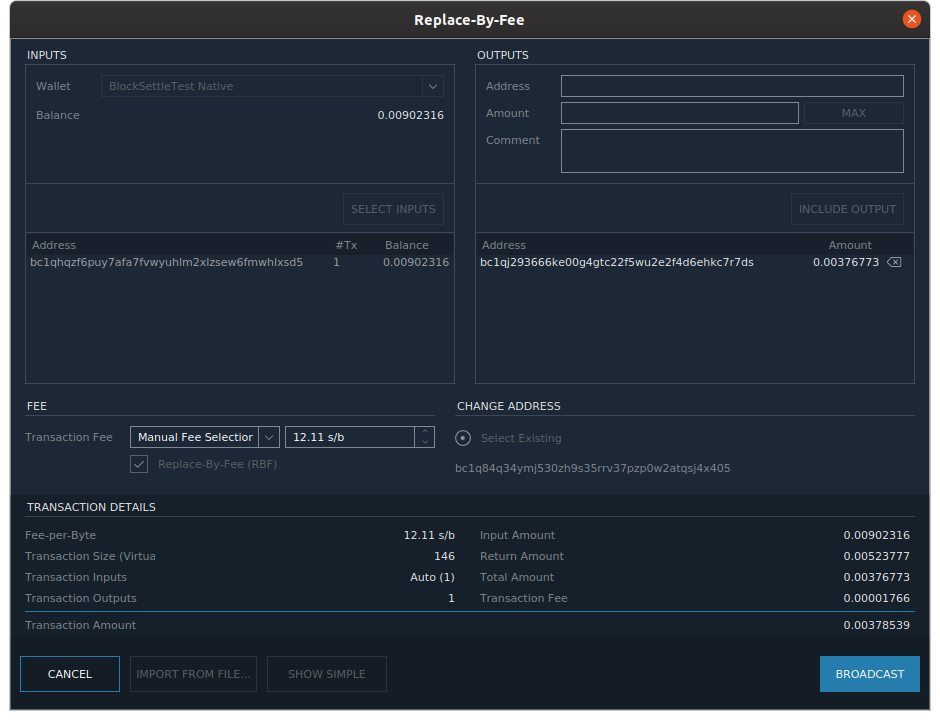 Replace-By-Fee
INPUTS
Wallet
BlockSettleTest Native
Balance
0.00902316
SELECT INPUTS
Address #Tx Balance
bc1qhqzf6puy7afa7fvwyuhlm2xlzsew6fmwhlxsd5 1 0.00902316
OUTPUTS
Address
Amount
MAX
Comment
INCLUDE OUTPUT
Address Amount
bc1qj293666ke00g4gtc22f5wu2e2f4d6ehkc7r7ds 0.00376773
FEE
Transaction Fee
Manual Fee Selection
12.11 s/b
Replace-By-Fee (RBF)
CHANGE ADDRESS
Select Existing
bc1q84q34ymj530zh9s35rrv37pzp0w2atqsj4x405
TRANSACTION DETAILS
Fee-per-Byte 12.11 s/b
Transaction Size (Virtua 146
Transaction Inputs Auto (1)
Transaction Outputs 1
Input Amount 0.00902316
Return Amount 0.00523777
Total Amount 0.00376773
Transaction Fee 0.00001766
Transaction Amount 0.00378539
CANCEL
IMPORT FROM FILE...
SHOW SIMPLE
BROADCAST